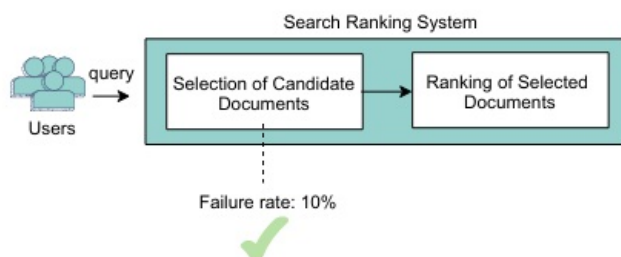 Search Ranking System
query
Users
Selection of Candidate
Documents
Ranking of Selected
Documents
Failure rate: 10%